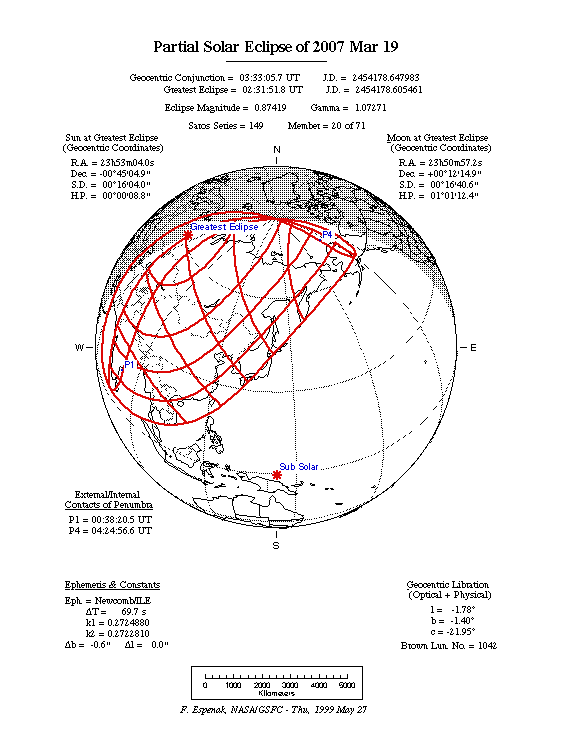 Partial Solar Eclipse of 2007 Mar 19
Geocentric Conjunction = 03:33:05.7 UT J.D. = 2454178.647983
Greatest Eclipse = 02:31:51.8 UT J.D. = 2454178.605461
Eclipse Magnitude = 0.87419 Gamma = 1.07271
Saros Series = 149 Member = 20 of 71
Sun at Greatest Eclipse
(Geocentric Coordinates)
R.A. = 23h53m04.0s
Dec. = -00°45'04.9"
S.D. = 00°16'04.0"
H.P. = 00°00'08.8"
Moon at Greatest Eclipse
(Geocentric Coordinates)
R.A. = 23h50m57.2s
Dec. = +00°12'14.9"
S.D. = 00°16'40.6"
H.P. = 01°01'12.4"
N
Greatest Eclipse
P4
W
E
P1
Sub Solar
S
External/Internal
Contacts of Penumbra
P1 = 00:38:20.5 UT
P4 = 04:24:56.6 UT
Ephemeris & Constants
Eph. = Newcomb/ILE
ΔT = 69.7 s
k1 = 0.2724880
k2 = 0.2722810
Δb = -0.6" Δl = 0.0"
Geocentric Libration
(Optical + Physical)
l = -1.78°
b = -1.40°
c = -21.95°
Brown Lun. No. = 1042
0 1000 2000 3000 4000 5000
Kilometers
F. Espenak, NASA/GSFC - Thu, 1999 May 27